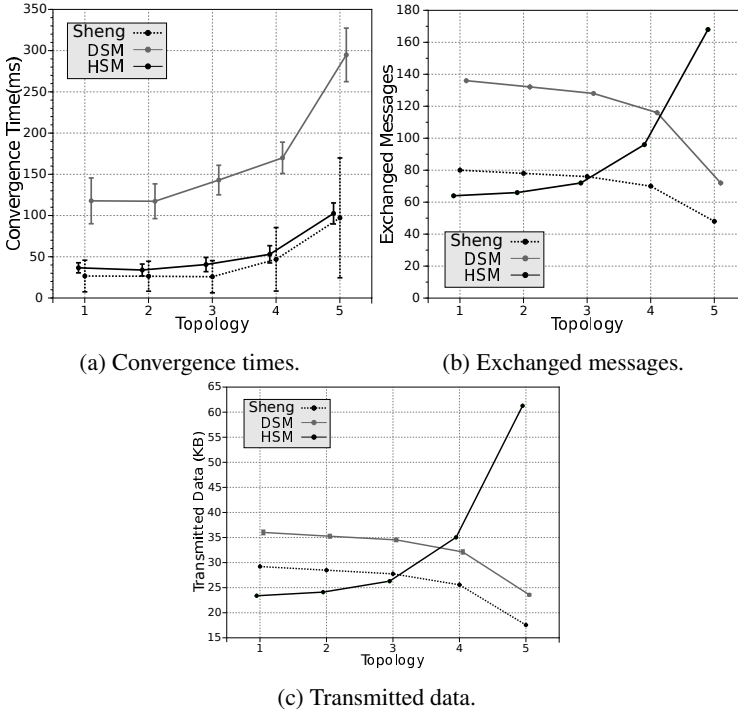 350
300
250
200
150
100
50
0
Convergence Time(ms)
Sheng
DSM
HSM
1 2 3 4 5
Topology
(a) Convergence times.
180
160
140
120
100
80
60
40
20
0
Exchanged Messages
Sheng
DSM
HSM
1 2 3 4 5
Topology
(b) Exchanged messages.
65
60
55
50
45
40
35
30
25
20
15
Transmitted Data (KB)
Sheng
DSM
HSM
1 2 3 4 5
Topology
(c) Transmitted data.